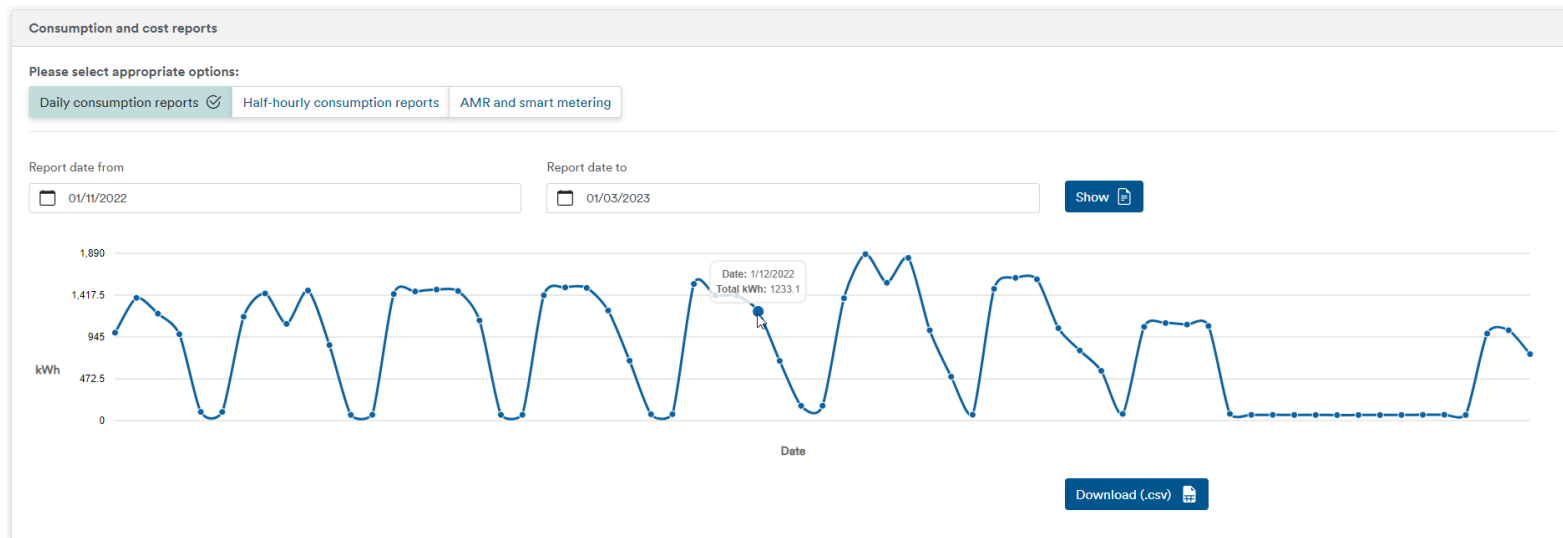 Consumption and cost reports
Please select appropriate options:
Daily consumption reports
Half-hourly consumption reports
AMR and smart metering
Report date from
Report date to
01/11/2022
01/03/2023
Show
1,890
1,417.5
945
472.5
0
kWh
Date: 1/12/2022
Total kWh: 1233.1
Date
Download (.csv)